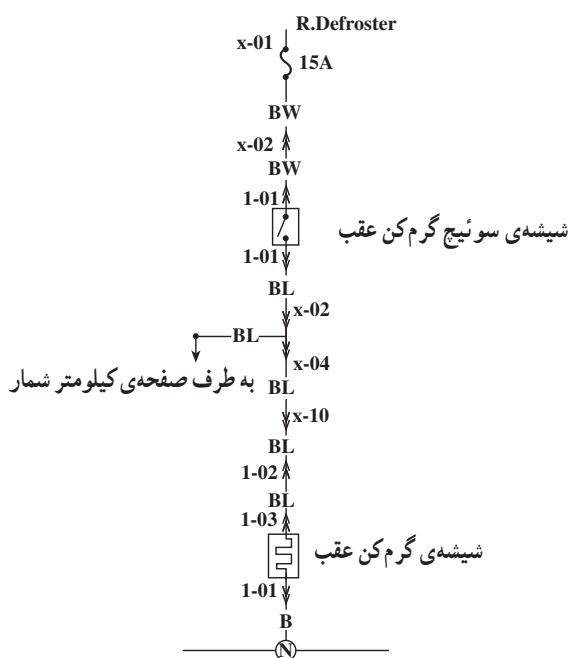 R.Defroster
x-01
15A
BW
x-02
BW
1-01
شیشه‌ی سوئیچ گرم‌کن عقب
1-01
BL
x-02
BL
x-04
به طرف صفحه‌ی کیلومتر شمار
BL
x-10
BL
1-02
BL
1-03
شیشه‌ی گرم‌کن عقب
1-01
B
N